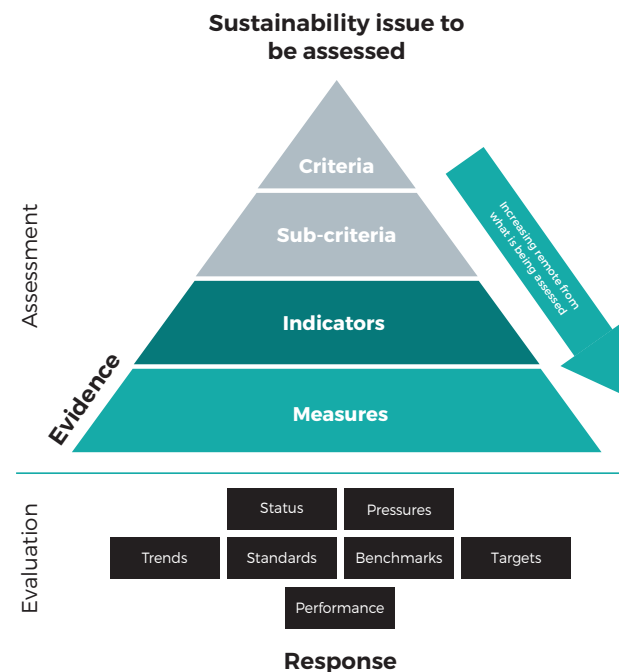 Sustainability issue to
be assessed
Criteria
Sub-criteria
Indicators
Measures
Increasing remote from
what is being assessed
Assessment
Evidence
Evaluation
Status
Pressures
Trends
Standards
Benchmarks
Targets
Performance
Response